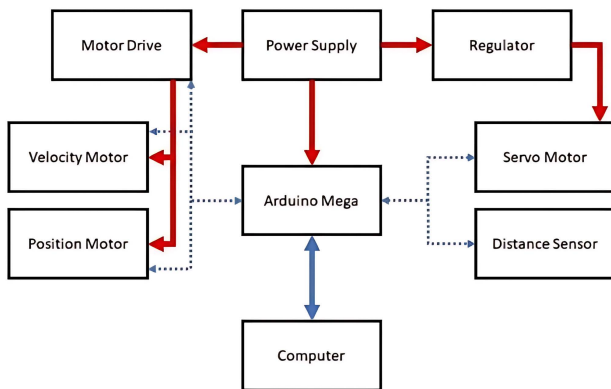 Motor Drive
Power Supply
Regulator
Velocity Motor
Servo Motor
Arduino Mega
Position Motor
Distance Sensor
Computer